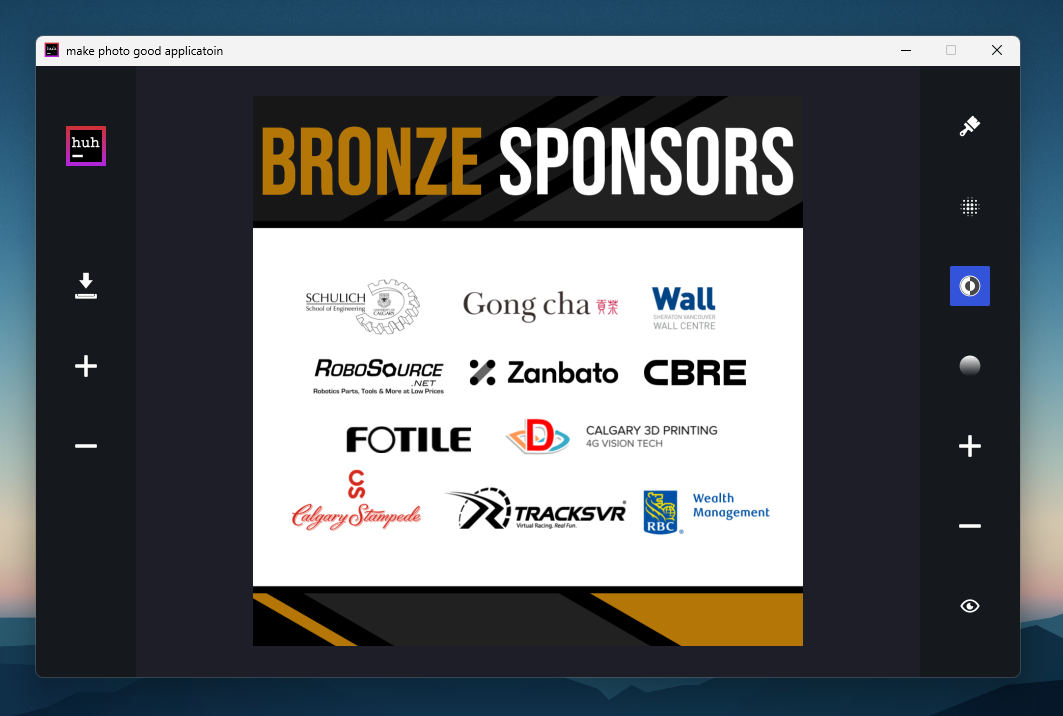 make photo good applicatoin
huh
BRONZE SPONSORS
SCHULICH
School of Engineering
UNIVERSITY OF
CALGARY
Gong cha 貢茶
Wall
SHERATON VANCOUVER
WALL CENTRE
ROBOSOURCE
.NET
Robotics Parts, Tools & More at Low Prices
Zanbato
CBRE
FOTILE
D
CALGARY 3D PRINTING
4G VISION TECH
CS
Calgary Stampede
TRACKSVR
Virtual Racing. Real Fun.
RBC
®
Wealth
Management